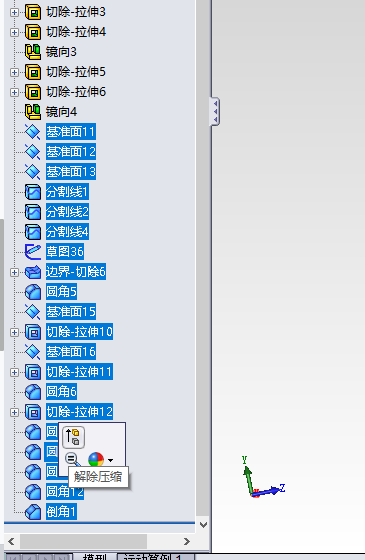 切除-拉伸3
切除-拉伸4
镜向3
切除-拉伸5
切除-拉伸6
镜向4
基准面11
基准面12
基准面13
分割线1
分割线2
分割线4
草图36
边界-切除6
圆角5
基准面15
切除-拉伸10
基准面16
切除-拉伸11
圆角6
切除-拉伸12
圆
圆
圆
解除压缩
圆角12
倒角1
Y
Z
模型
运动算例 1